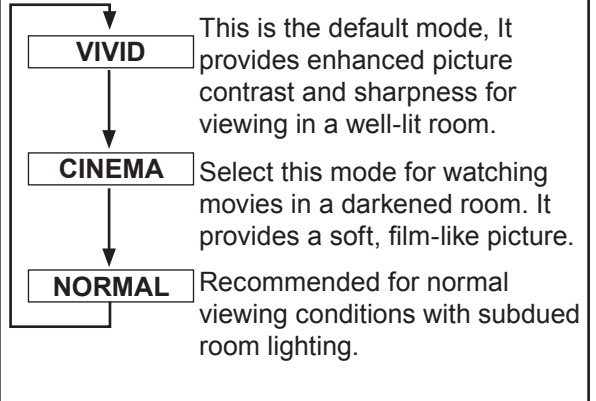 VIVID
This is the default mode, It
provides enhanced picture
contrast and sharpness for
viewing in a well-lit room.
CINEMA
Select this mode for watching
movies in a darkened room. It
provides a soft, film-like picture.
NORMAL
Recommended for normal
viewing conditions with subdued
room lighting.